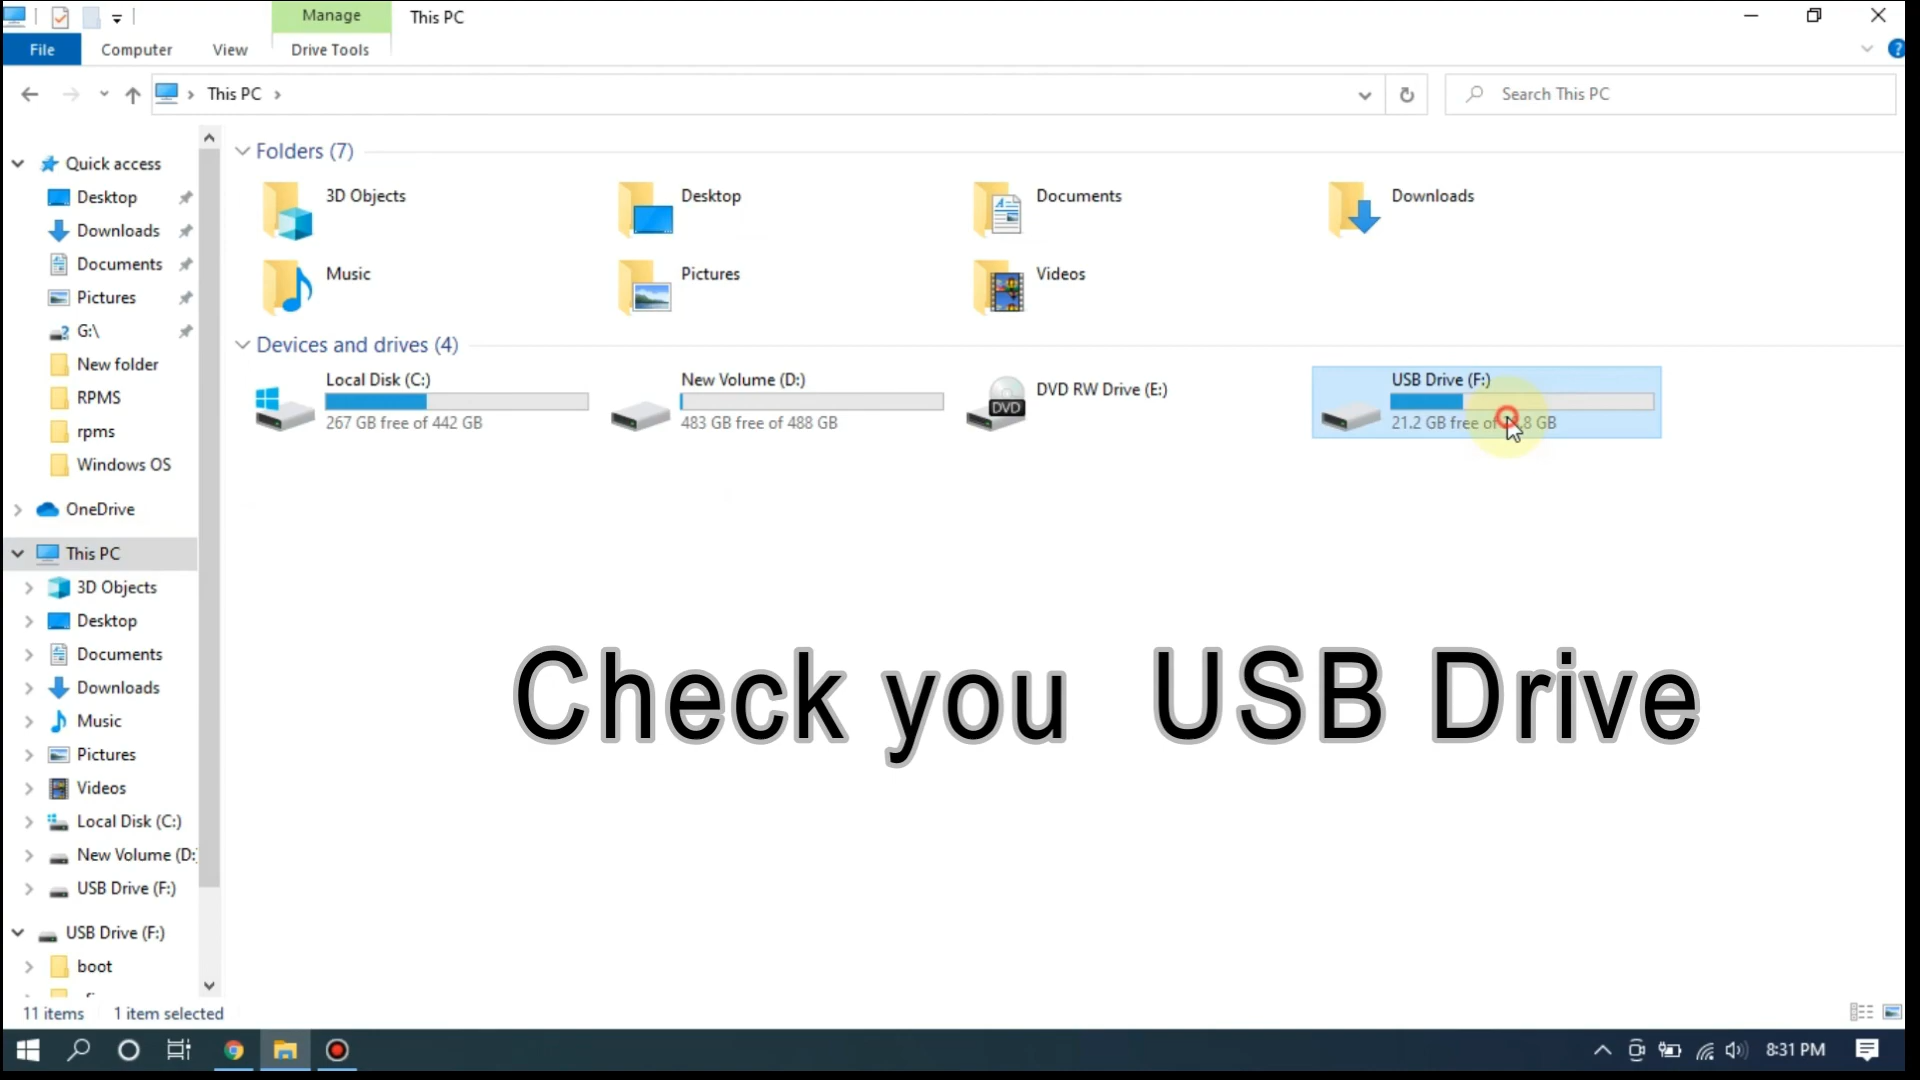 Manage
This PC
File
Computer
View
Drive Tools
This PC
Search This PC
Quick access
Desktop
Downloads
Documents
Pictures
G:\
New folder
RPMS
rpms
Windows OS
OneDrive
This PC
3D Objects
Desktop
Documents
Downloads
Music
Pictures
Videos
Local Disk (C:)
New Volume (D:
USB Drive (F:)
USB Drive (F:)
boot
Folders (7)
3D Objects
Desktop
Documents
Downloads
Music
Pictures
Videos
Devices and drives (4)
Local Disk (C:)
267 GB free of 442 GB
New Volume (D:)
483 GB free of 488 GB
DVD
DVD RW Drive (E:)
USB Drive (F:)
21.2 GB free of GB
Check you USB Drive
11 items
1 item selected
8:31 PM